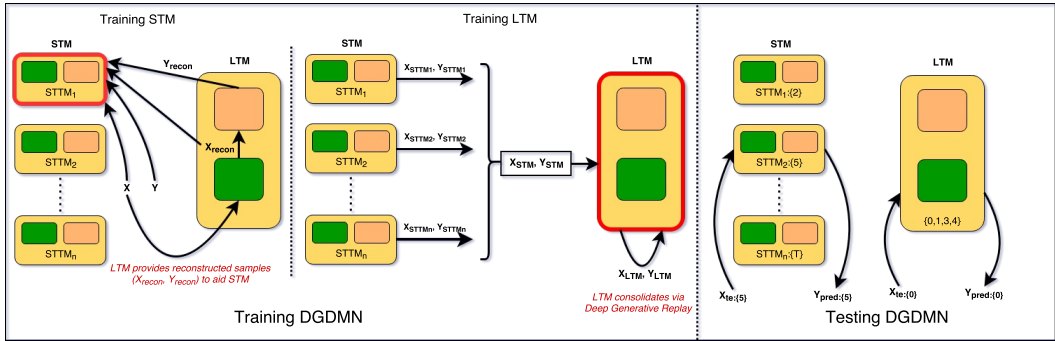 Training STM
STM
STTM1
STTM2
STTMn
LTM
Yrecon
Xrecon
X
Y
LTM provides reconstructed samples
(Xrecon, Yrecon) to aid STM
Training LTM
STM
STTM1
STTM2
STTMn
XSTTM1, YSTTM1
XSTTM2, YSTTM2
XSTTMn, YSTTMn
XSTM, YSTM
LTM
XLTM, YLTM
LTM consolidates via
Deep Generative Replay
Training DGDMN
STM
STTM1:{2}
STTM2:{5}
STTMn:{T}
Xte:{5}
Ypred:{5}
LTM
{0,1,3,4}
Xte:{0}
Ypred:{0}
Testing DGDMN